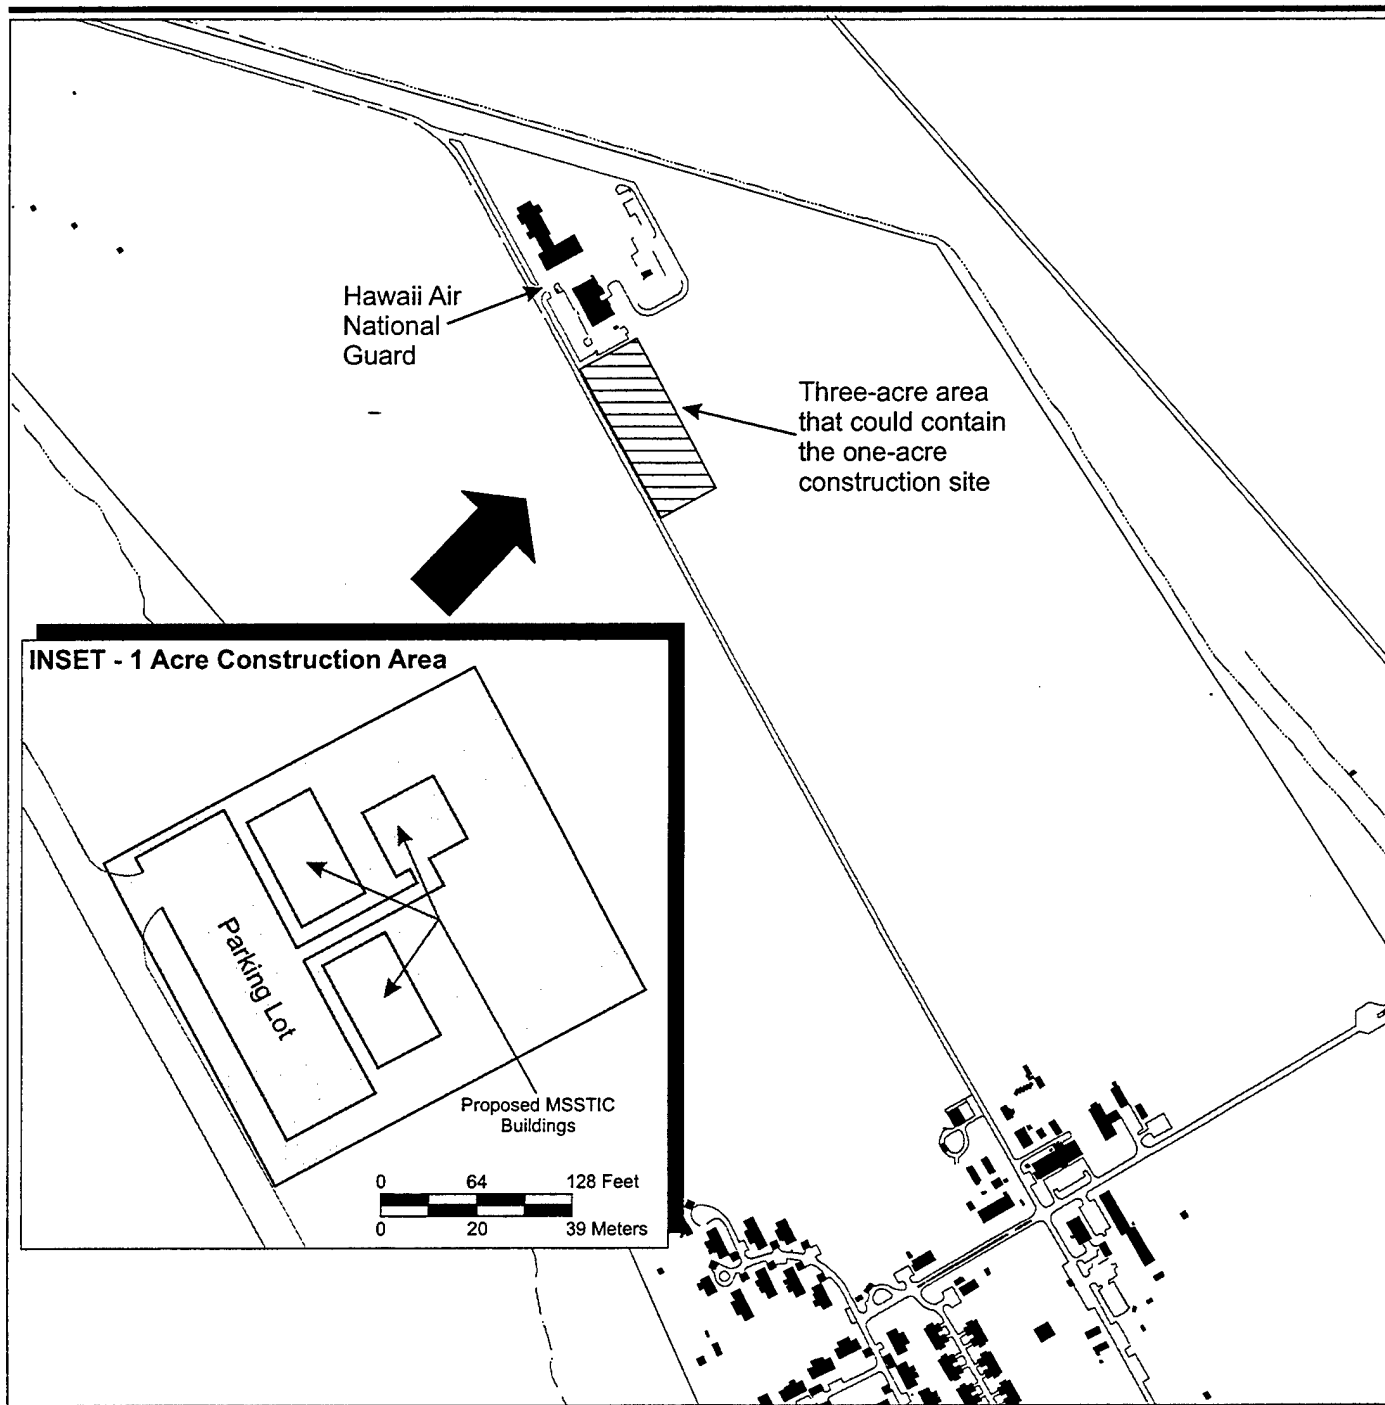 Hawaii Air
National
Guard
Three-acre area
that could contain
the one-acre
construction site
INSET - 1 Acre Construction Area
Parking Lot
Proposed MSSTIC
Buildings
0 64 128 Feet
0 20 39 Meters